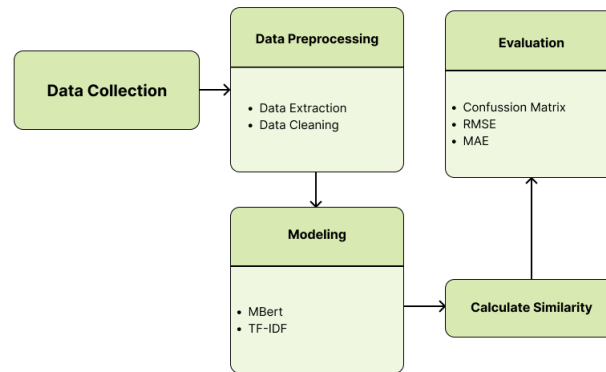 Data Collection
Data Preprocessing
• Data Extraction
• Data Cleaning
Modeling
• MBert
• TF-IDF
Calculate Similarity
Evaluation
• Confussion Matrix
• RMSE
• MAE